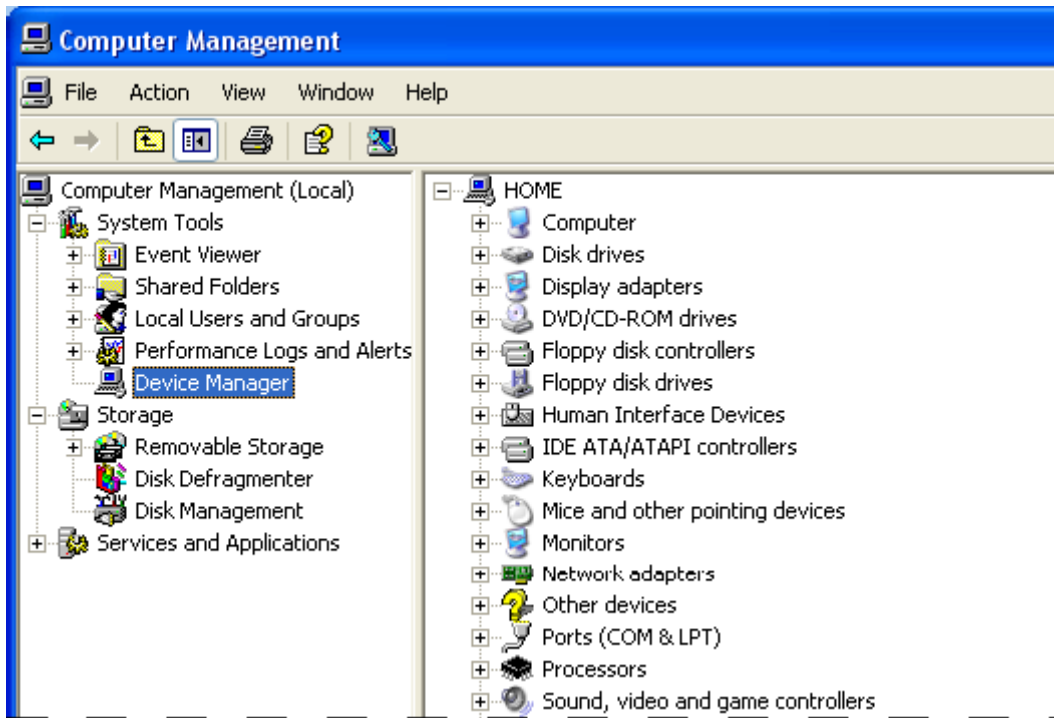 Computer Management
File Action View Window Help
Computer Management (Local)
System Tools
Event Viewer
Shared Folders
Local Users and Groups
Performance Logs and Alerts
Device Manager
Storage
Removable Storage
Disk Defragmenter
Disk Management
Services and Applications
HOME
Computer
Disk drives
Display adapters
DVD/CD-ROM drives
Floppy disk controllers
Floppy disk drives
Human Interface Devices
IDE ATA/ATAPI controllers
Keyboards
Mice and other pointing devices
Monitors
Network adapters
Other devices
Ports (COM & LPT)
Processors
Sound, video and game controllers